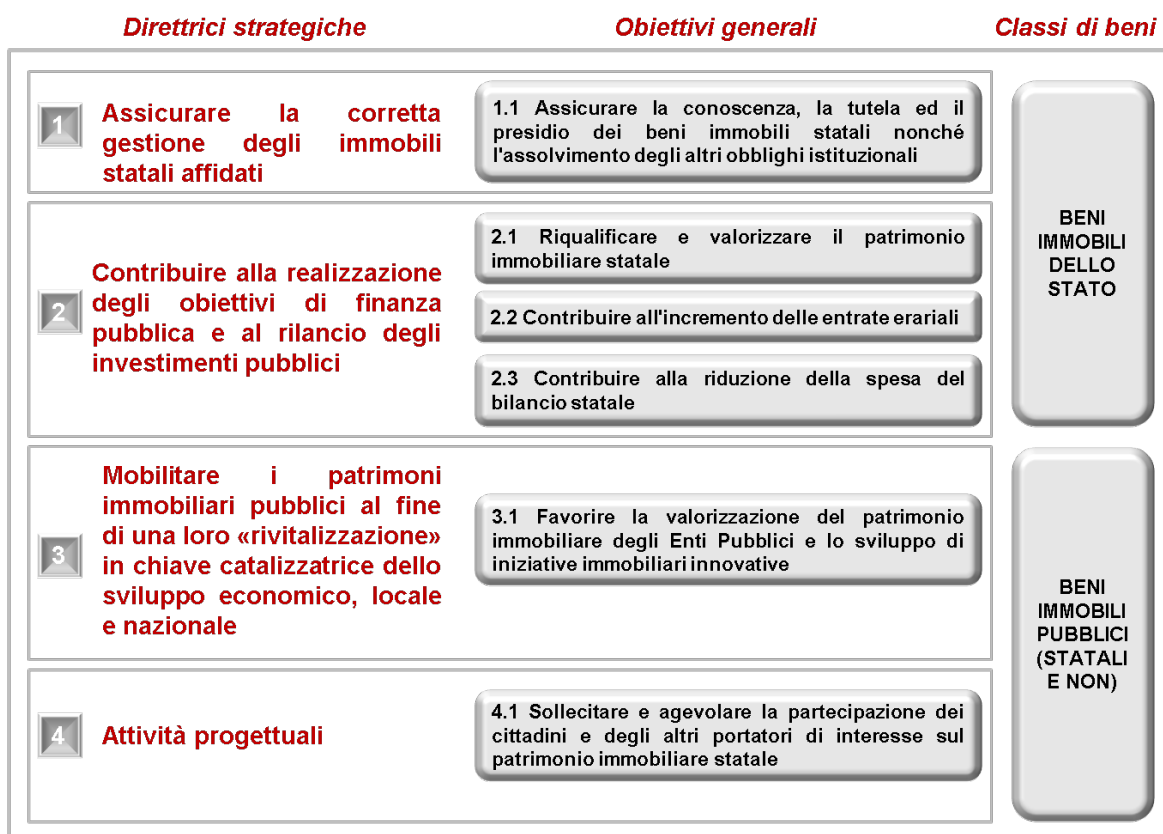 Direttrici strategiche
Obiettivi generali
Classi di beni
1
Assicurare la corretta
gestione degli immobili
statali affidati
1.1 Assicurare la conoscenza, la tutela ed il
presidio dei beni immobili statali nonché
l'assolvimento degli altri obblighi istituzionali
2
Contribuire alla realizzazione
degli obiettivi di finanza
pubblica e al rilancio degli
investimenti pubblici
2.1 Riqualificare e valorizzare il patrimonio
immobiliare statale
2.2 Contribuire all'incremento delle entrate erariali
2.3 Contribuire alla riduzione della spesa del
bilancio statale
BENI
IMMOBILI
DELLO
STATO
3
Mobilitare i patrimoni
immobiliari pubblici al fine
di una loro «rivitalizzazione»
in chiave catalizzatrice dello
sviluppo economico, locale
e nazionale
3.1 Favorire la valorizzazione del patrimonio
immobiliare degli Enti Pubblici e lo sviluppo di
iniziative immobiliari innovative
4
Attività progettuali
4.1 Sollecitare e agevolare la partecipazione dei
cittadini e degli altri portatori di interesse sul
patrimonio immobiliare statale
BENI
IMMOBILI
PUBBLICI
(STATALI
E NON)